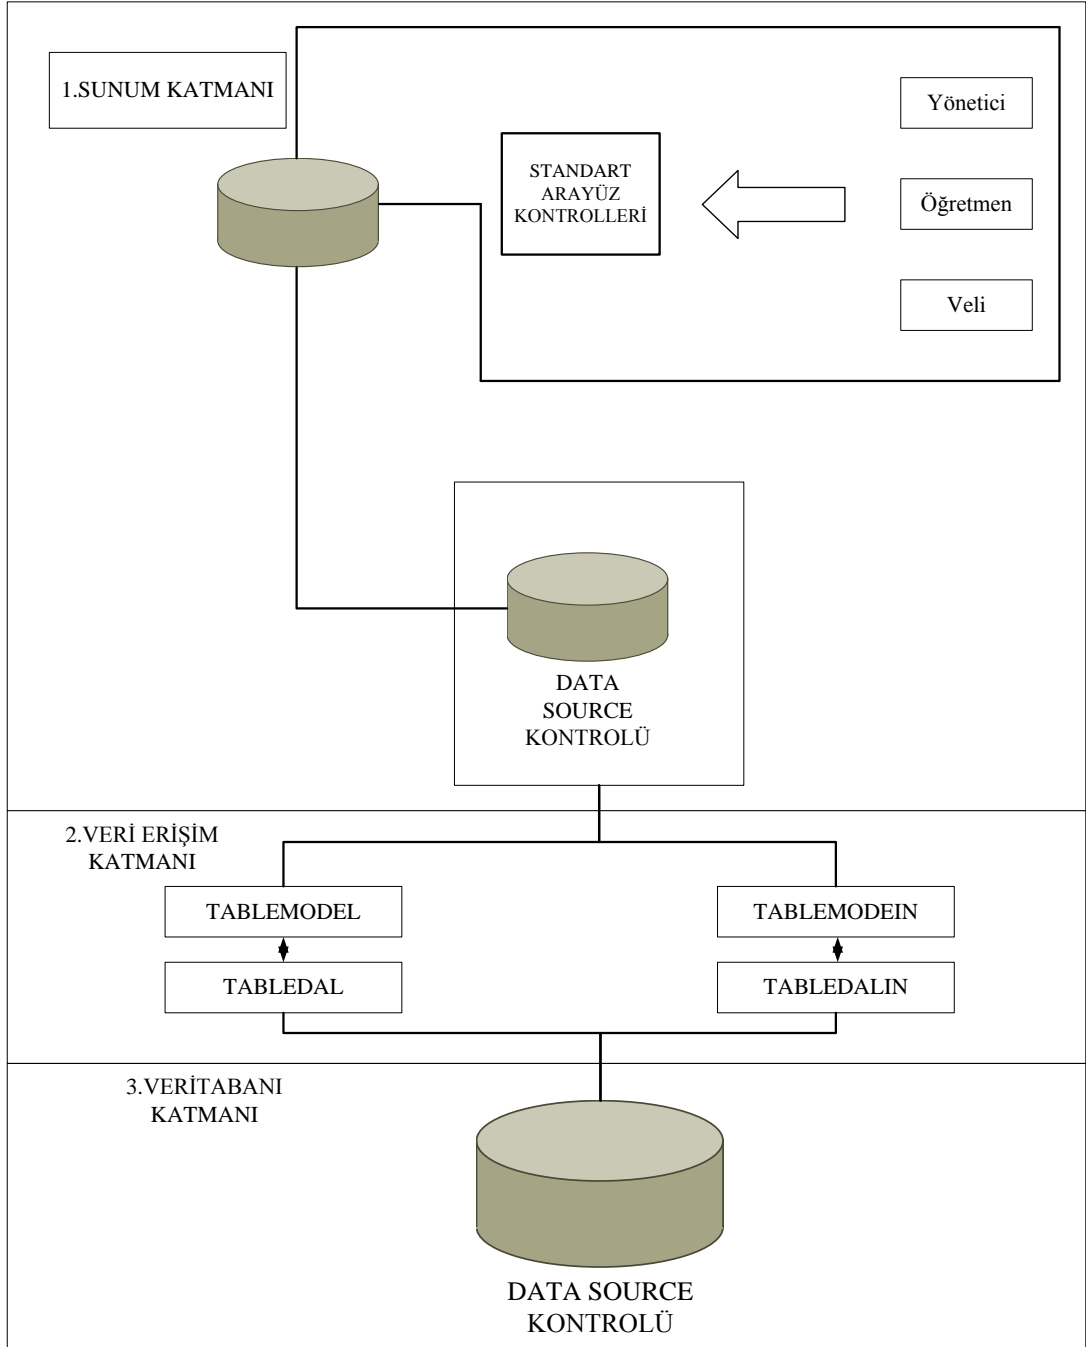 1.SUNUM KATMANI
Yönetici
STANDART
ARAYÜZ
KONTROLLERİ
Öğretmen
Veli
DATA
SOURCE
KONTROLÜ
2.VERİ ERİŞİM
KATMANI
TABLEMODEL
TABLEMODEIN
TABLEDAL
TABLEDALIN
3.VERİTABANI
KATMANI
DATA SOURCE
KONTROLÜ